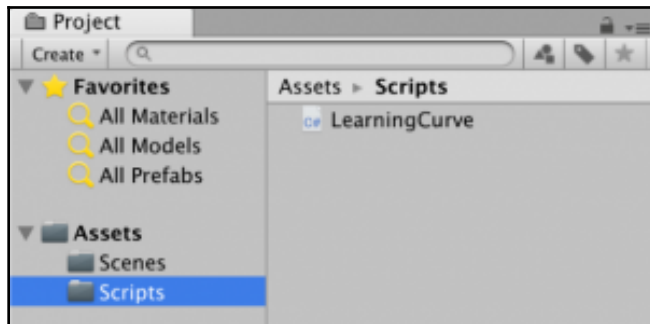 Project
Create
Favorites
All Materials
All Models
All Prefabs
Assets
Scenes
Scripts
Assets ▸ Scripts
C# LearningCurve